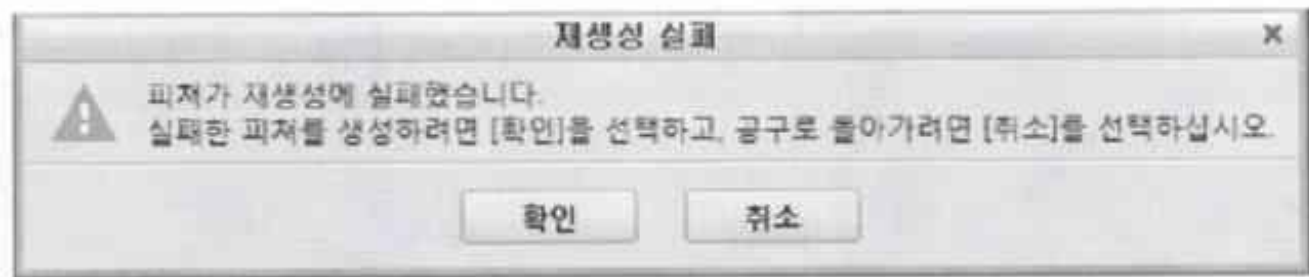 재생성 실패
피쳐가 재생성에 실패했습니다.
실패한 피쳐를 생성하려면 [확인]을 선택하고, 공구로 돌아가려면 [취소]를 선택하십시오.
확인
취소